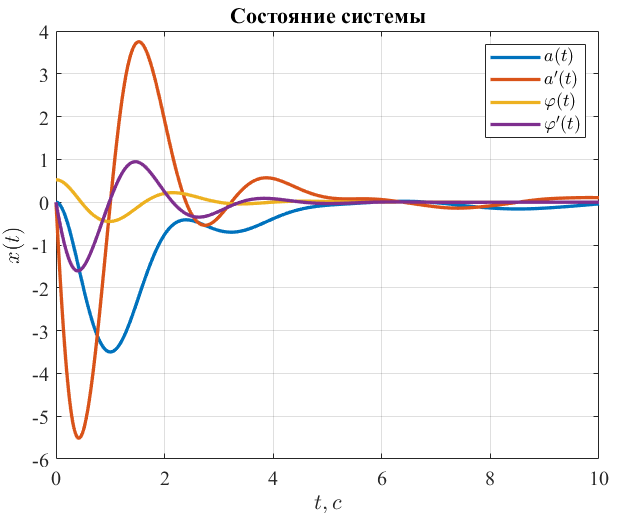 Состояние системы
a(t)
a′(t)
φ(t)
φ′(t)
4
3
2
1
0
-1
-2
-3
-4
-5
-6
x(t)
0 2 4 6 8 10
t, c